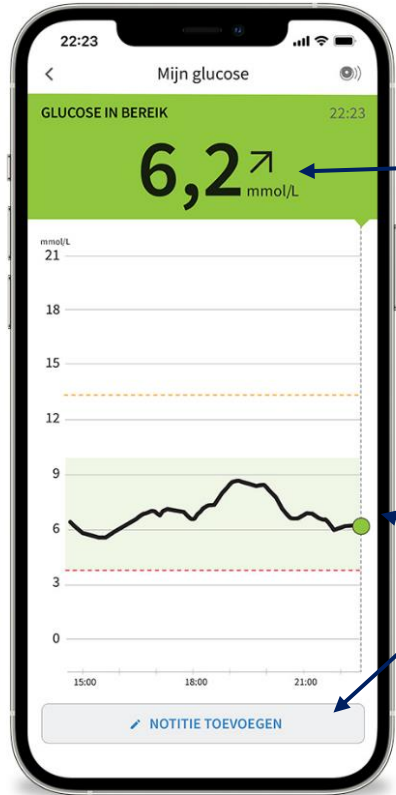 22:23
Mijn glucose
GLUCOSE IN BEREIK 22:23
6,2
mmol/L
mmol/L
21
18
15
12
9
6
3
0
15:00 18:00 21:00
NOTITIE TOEVOEGEN